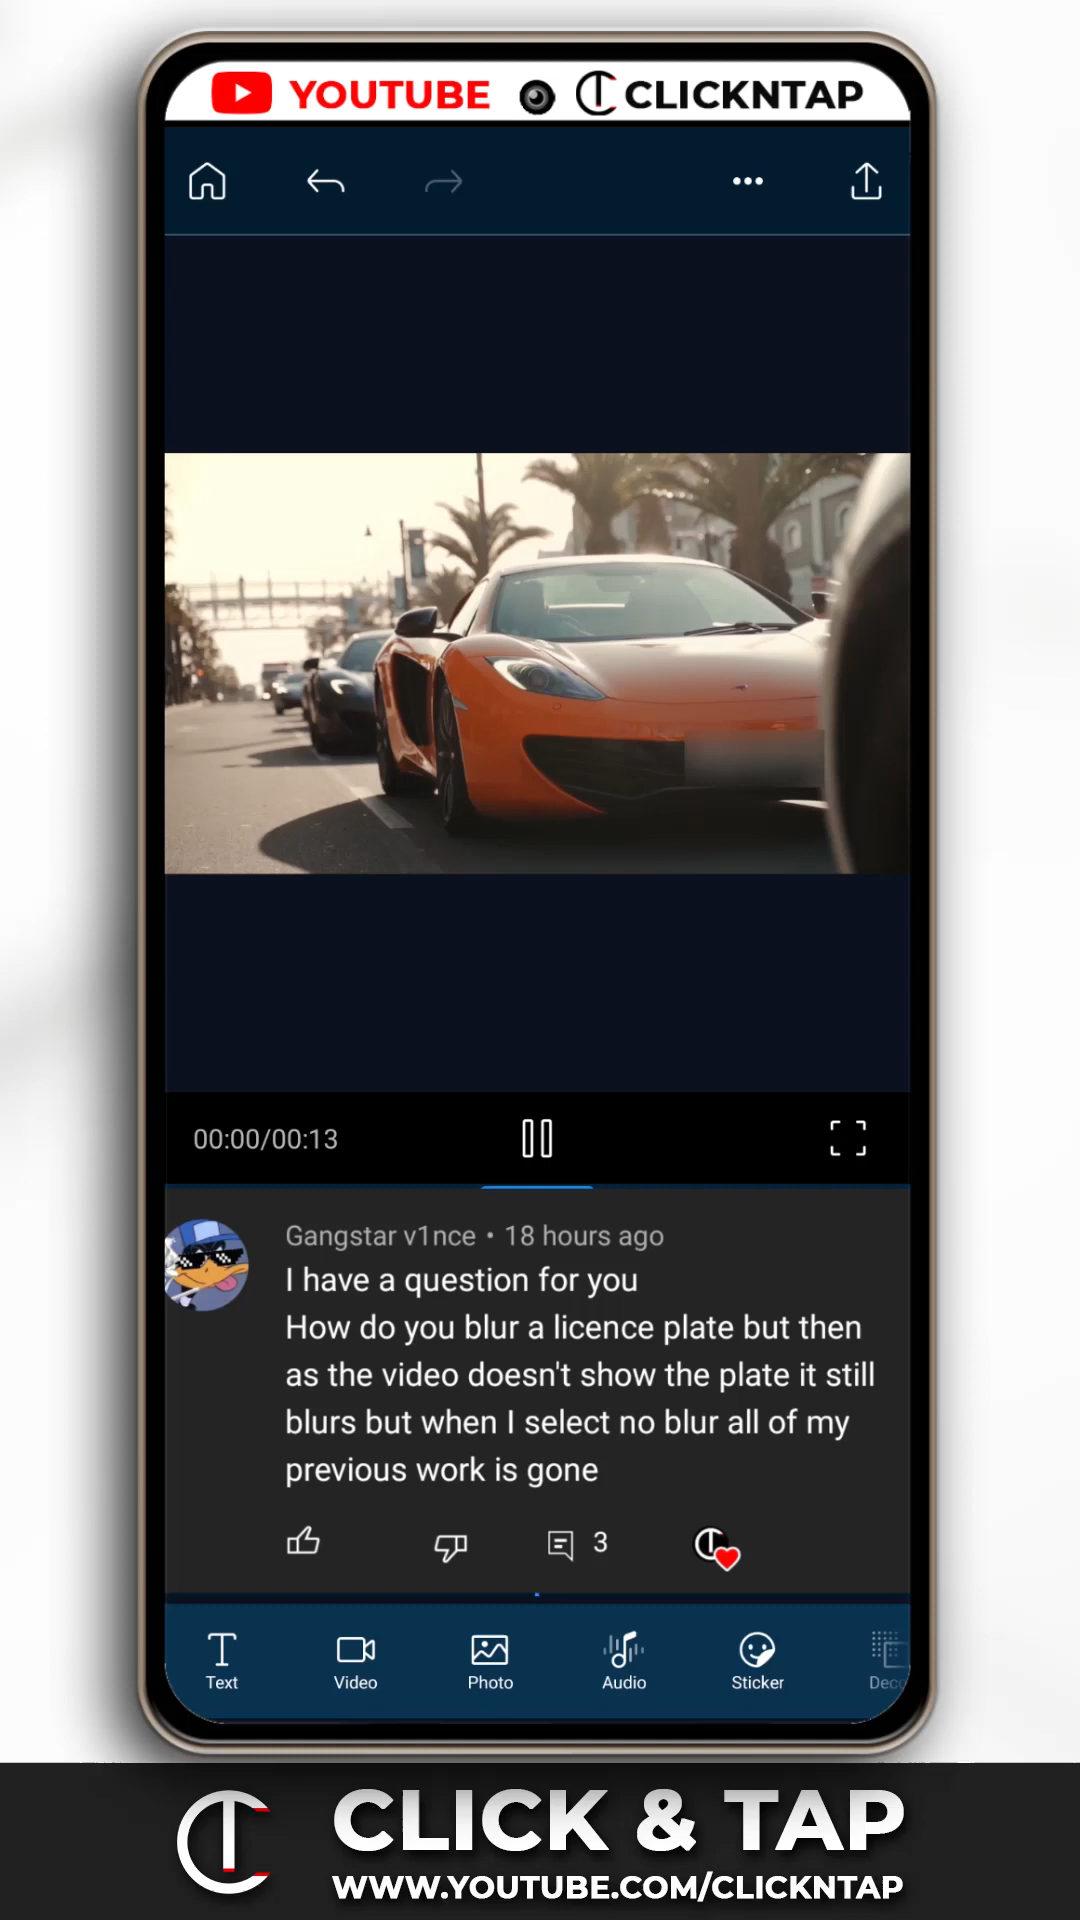 YOUTUBE CLICKNTAP
00:00/00:13
Gangstar v1nce • 18 hours ago
I have a question for you
How do you blur a licence plate but then
as the video doesn't show the plate it still
blurs but when I select no blur all of my
previous work is gone
3
Text Video Photo Audio Sticker Deco
CLICK & TAP
WWW.YOUTUBE.COM/CLICKNTAP